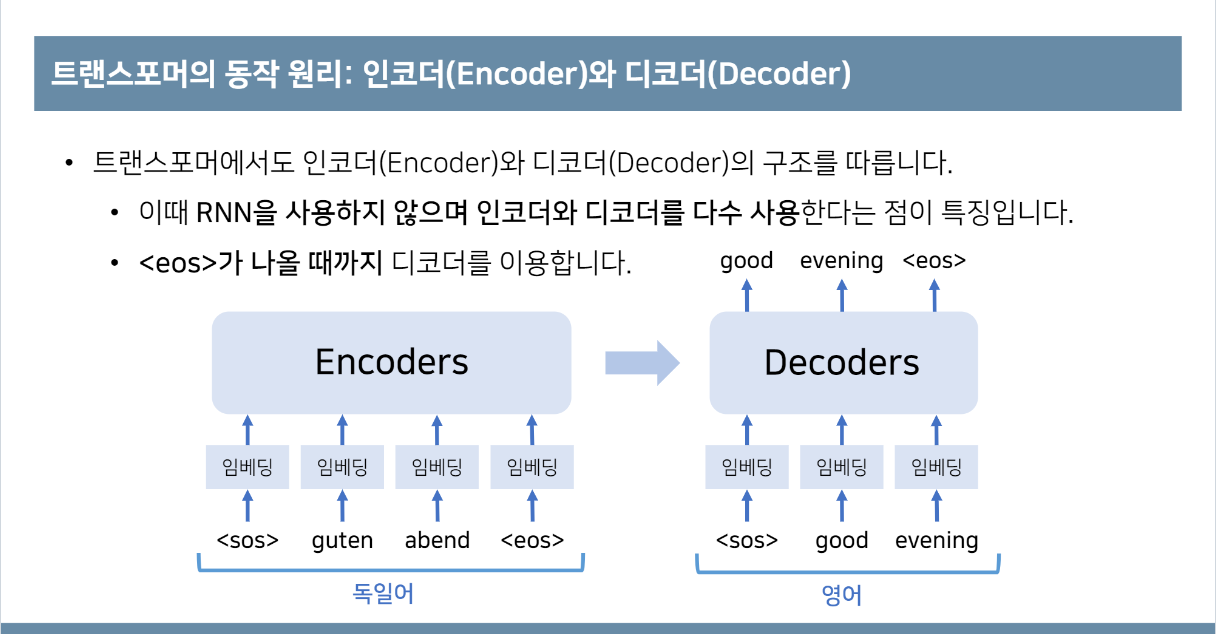 트랜스포머의 동작 원리: 인코더(Encoder)와 디코더(Decoder)
• 트랜스포머에서도 인코더(Encoder)와 디코더(Decoder)의 구조를 따릅니다.
• 이때 RNN을 사용하지 않으며 인코더와 디코더를 다수 사용한다는 점이 특징입니다.
• <eos>가 나올 때까지 디코더를 이용합니다.
good evening <eos>
Encoders
Decoders
임베딩 임베딩 임베딩 임베딩
임베딩 임베딩 임베딩
<sos> guten abend <eos>
<sos> good evening
독일어
영어